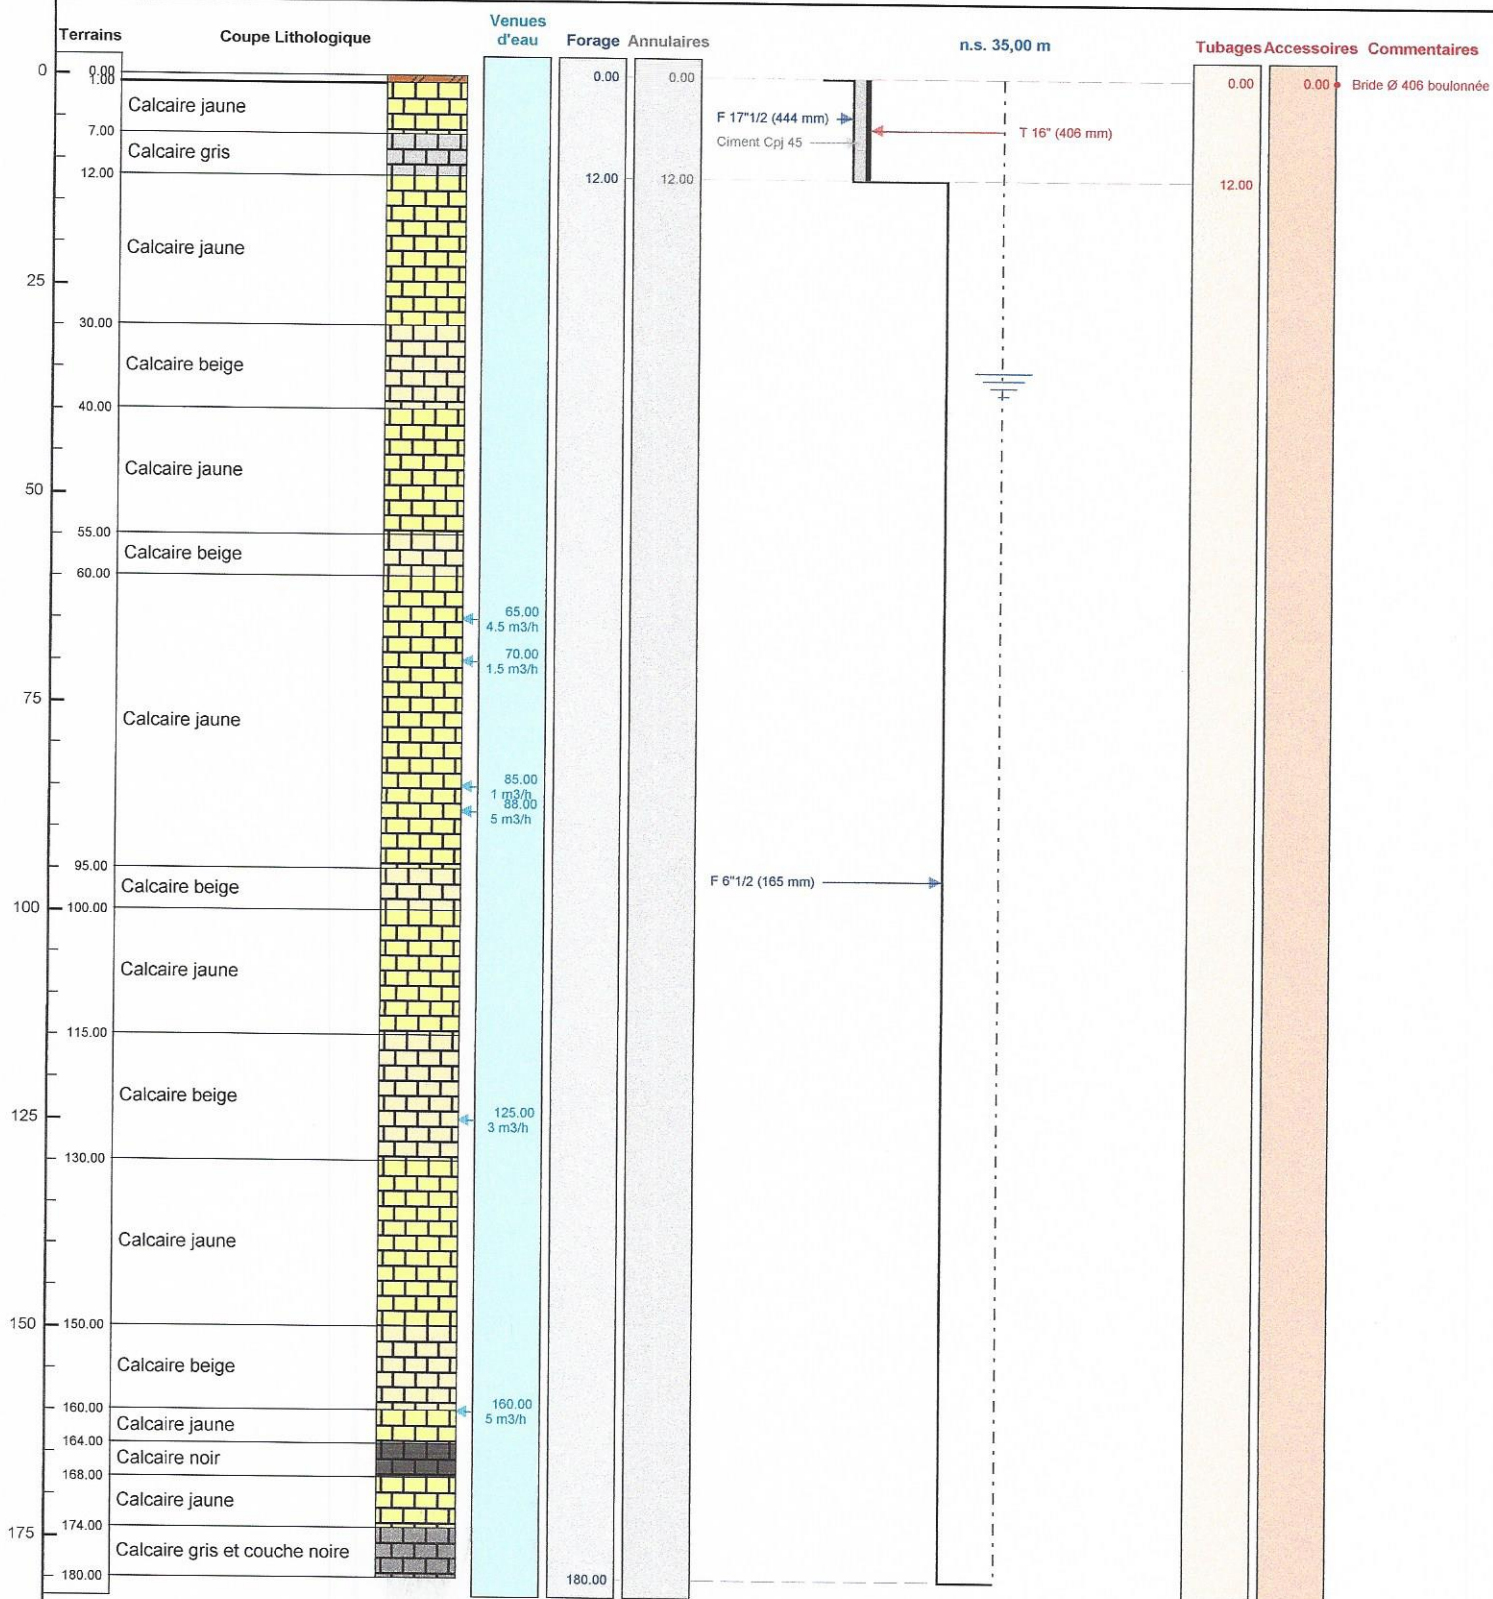 Terrains
Coupe Lithologique
Venues
d'eau
Forage
Annulaires
n.s. 35,00 m
Tubages
Accessoires
Commentaires
0
25
50
75
100
125
150
175
0.00
1.00
Calcaire jaune
7.00
Calcaire gris
12.00
Calcaire jaune
30.00
Calcaire beige
40.00
Calcaire jaune
55.00
Calcaire beige
60.00
Calcaire jaune
95.00
Calcaire beige
100.00
Calcaire jaune
115.00
Calcaire beige
130.00
Calcaire jaune
150.00
Calcaire beige
160.00
Calcaire jaune
164.00
Calcaire noir
168.00
Calcaire jaune
174.00
Calcaire gris et couche noire
180.00
65.00
4.5 m3/h
70.00
1.5 m3/h
85.00
1 m3/h
88.00
5 m3/h
125.00
3 m3/h
160.00
5 m3/h
0.00
12.00
180.00
0.00
12.00
F 17"1/2 (444 mm)
Ciment Cpj 45
T 16" (406 mm)
F 6"1/2 (165 mm)
0.00
12.00
0.00
Bride Ø 406 boulonnée